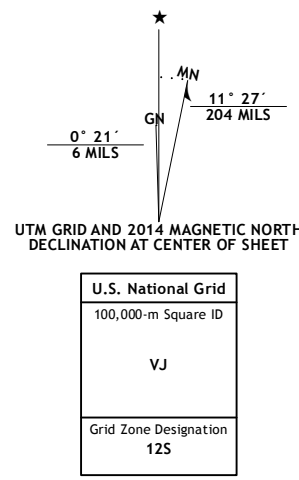 ★
MN
GN
11° 27´
204 MILS
0° 21´
6 MILS
UTM GRID AND 2014 MAGNETIC NORTH
DECLINATION AT CENTER OF SHEET
U.S. National Grid
100,000-m Square ID
VJ
Grid Zone Designation
12S